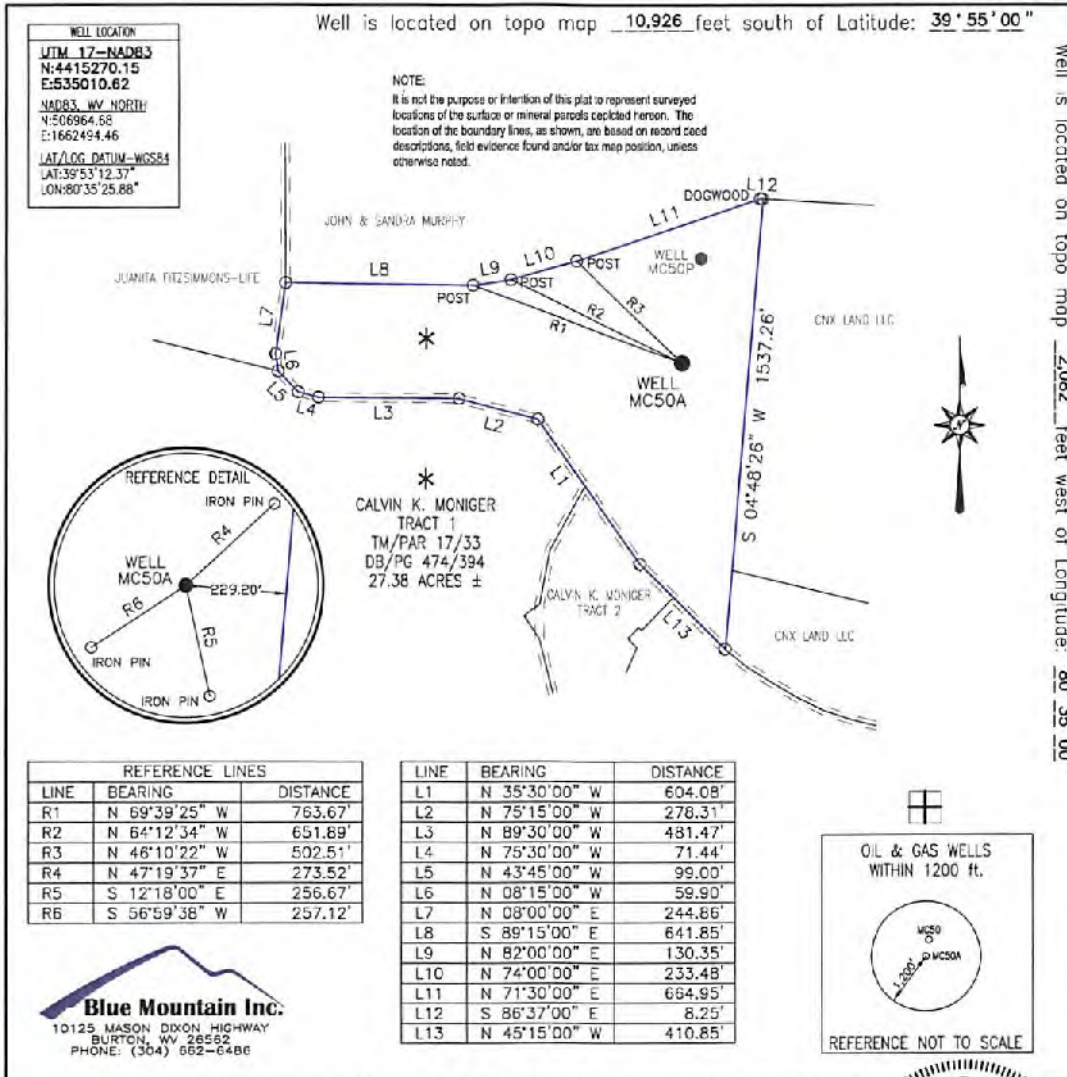 Well is located on topo map 10,926 feet south of Latitude: 39°55'00"
WELL LOCATION
UTM 17-NAD83
N:4415270.15
E:535010.62
NAD83, WV NORTH
N:506964.68
E:1662494.46
LAT/LOG DATUM-WGS84
LAT:39°53'12.37"
LON:80°35'25.88"
NOTE:
It is not the purpose or intention of this plat to represent surveyed
locations of the surface or mineral parcels depicted hereon. The
location of the boundary lines, as shown, are based on record deed
descriptions, field evidence found and/or tax map position, unless
otherwise noted.
Well is located on topo map 2,082 feet west of Longitude: 80 35 00
L12
DOGWOOD
L11
JOHN & SANDRA MURPHY
JUANITA FITZSIMMONS-LIFE
L8
L9
L10
POST
POST
POST
WELL
MC50P
R1
R2
R3
WELL
MC50A
CNX LAND LLC
S 04°48'26" W 1537.26'
L7
L6
L5
L4
L3
L2
L1
L13
N
CALVIN K. MONIGER
TRACT 1
TM/PAR 17/33
DB/PG 474/394
27.38 ACRES ±
CALVIN K. MONIGER
TRACT 2
CNX LAND LLC
REFERENCE DETAIL
IRON PIN
R4
WELL
MC50A
229.20'
R6
R5
IRON PIN
IRON PIN
REFERENCE LINES
LINE BEARING DISTANCE
R1 N 69°39'25" W 763.67'
R2 N 64°12'34" W 651.89'
R3 N 46°10'22" W 502.51'
R4 N 47°19'37" E 273.52'
R5 S 12°18'00" E 256.67'
R6 S 56°59'38" W 257.12'
LINE BEARING DISTANCE
L1 N 35°30'00" W 604.08'
L2 N 75°15'00" W 278.31'
L3 N 89°30'00" W 481.47'
L4 N 75°30'00" W 71.44'
L5 N 43°45'00" W 99.00'
L6 N 08°15'00" W 59.90'
L7 N 08°00'00" E 244.86'
L8 S 89°15'00" E 641.85'
L9 N 82°00'00" E 130.35'
L10 N 74°00'00" E 233.48'
L11 N 71°30'00" E 664.95'
L12 S 86°37'00" E 8.25'
L13 N 45°15'00" W 410.85'
OIL & GAS WELLS
WITHIN 1200 ft.
MC50
MC50A
1,200'
REFERENCE NOT TO SCALE
Blue Mountain Inc.
10125 MASON DIXON HIGHWAY
BURTON, WV 26562
PHONE: (304) 662-6486